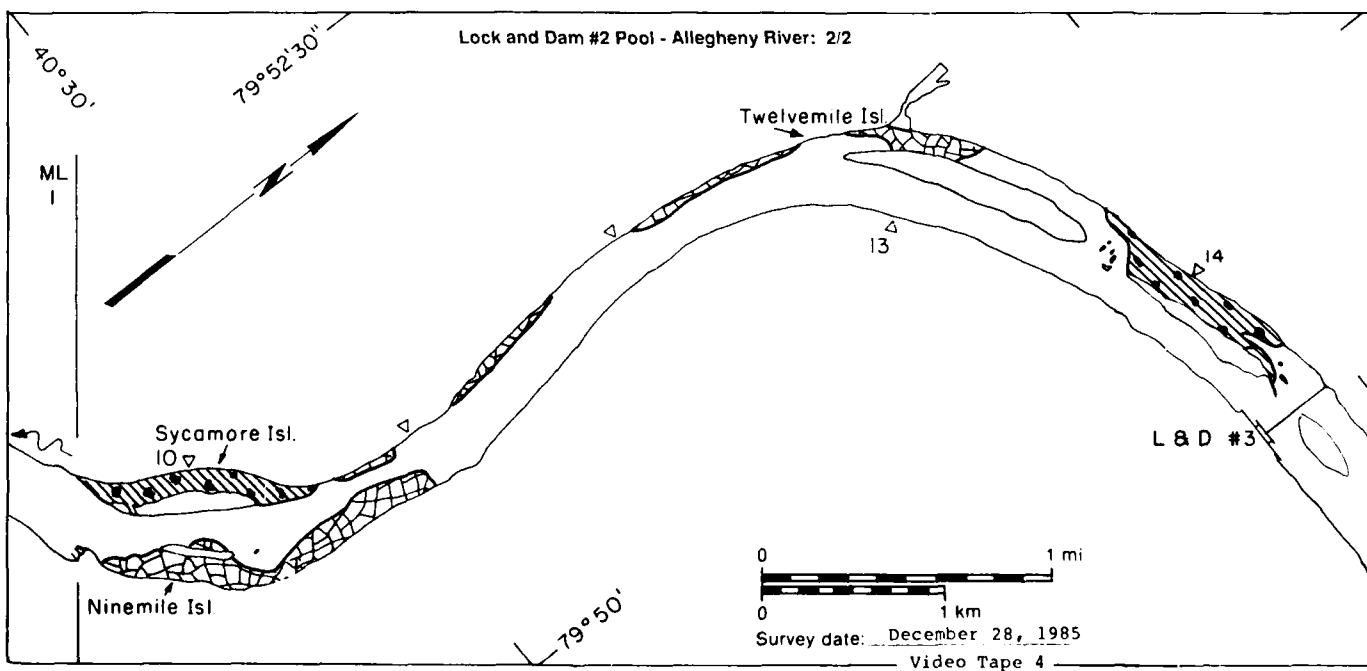 Lock and Dam #2 Pool - Allegheny River: 2/2
40°30'
79°52'30"
Twelvemile Isl.
ML
1
13
14
Sycamore Isl.
10
L & D #3
Ninemile Isl
79°50'
0 1 mi
0 1 km
Survey date: December 28, 1985
Video Tape 4